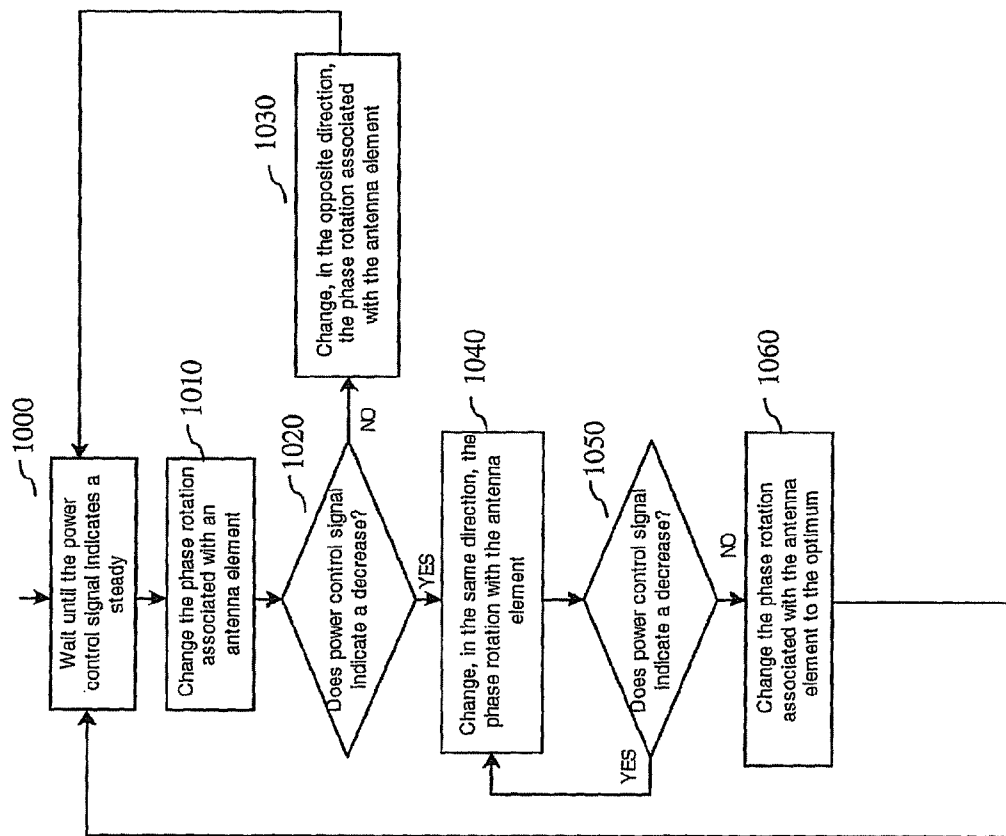 1000
Wait until the power
control signal indicates a
steady
1010
Change the phase rotation
associated with an
antenna element
1020
Does power control signal
indicate a decrease?
NO
YES
1030
Change, in the opposite direction,
the phase rotation associated
with the antenna element
1040
Change, in the same direction, the
phase rotation with the antenna
element
1050
Does power control signal
indicate a decrease?
YES
NO
1060
Change the phase rotation
associated with the antenna
element to the optimum